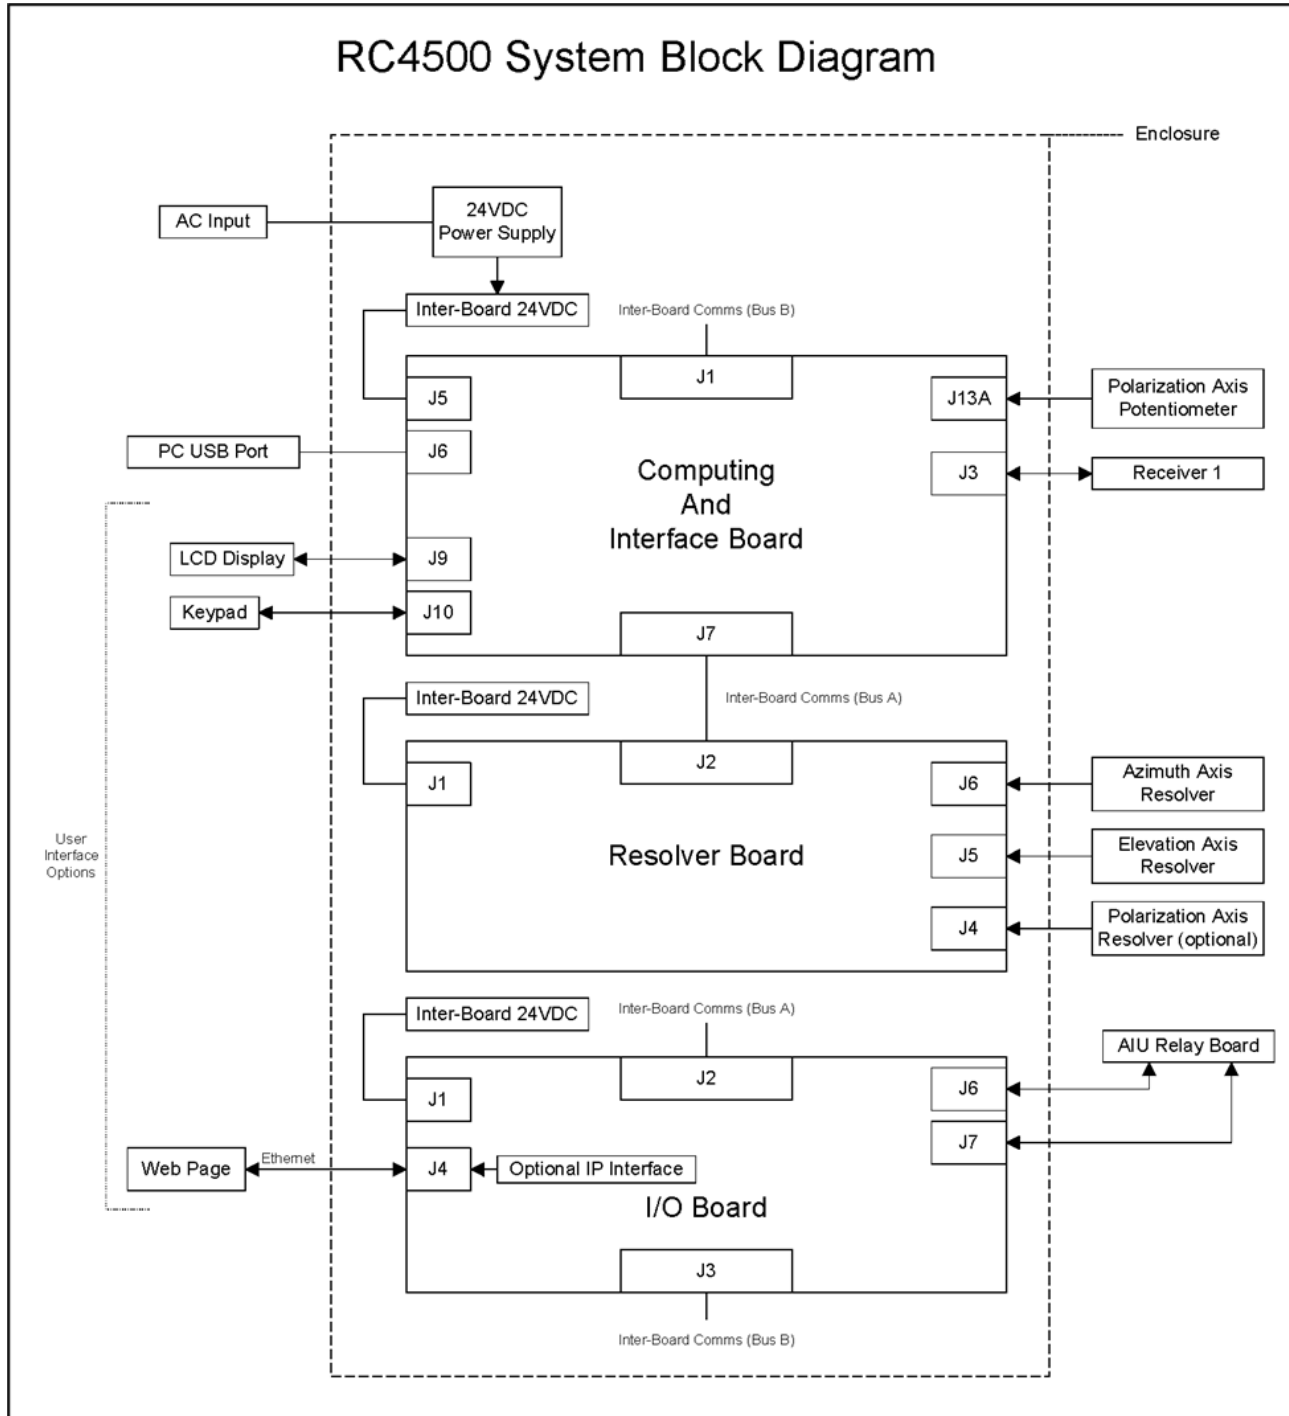 RC4500 System Block Diagram
Enclosure
AC Input
24VDC
Power Supply
Inter-Board 24VDC
Inter-Board Comms (Bus B)
J1
J5
J13A
Polarization Axis
Potentiometer
PC USB Port
J6
J3
Receiver 1
Computing
And
Interface Board
LCD Display
J9
Keypad
J10
J7
Inter-Board 24VDC
Inter-Board Comms (Bus A)
J2
J1
J6
Azimuth Axis
Resolver
User
Interface
Options
Resolver Board
J5
Elevation Axis
Resolver
J4
Polarization Axis
Resolver (optional)
Inter-Board 24VDC
Inter-Board Comms (Bus A)
AIU Relay Board
J2
J1
J6
J7
Web Page
Ethernet
J4
Optional IP Interface
I/O Board
J3
Inter-Board Comms (Bus B)